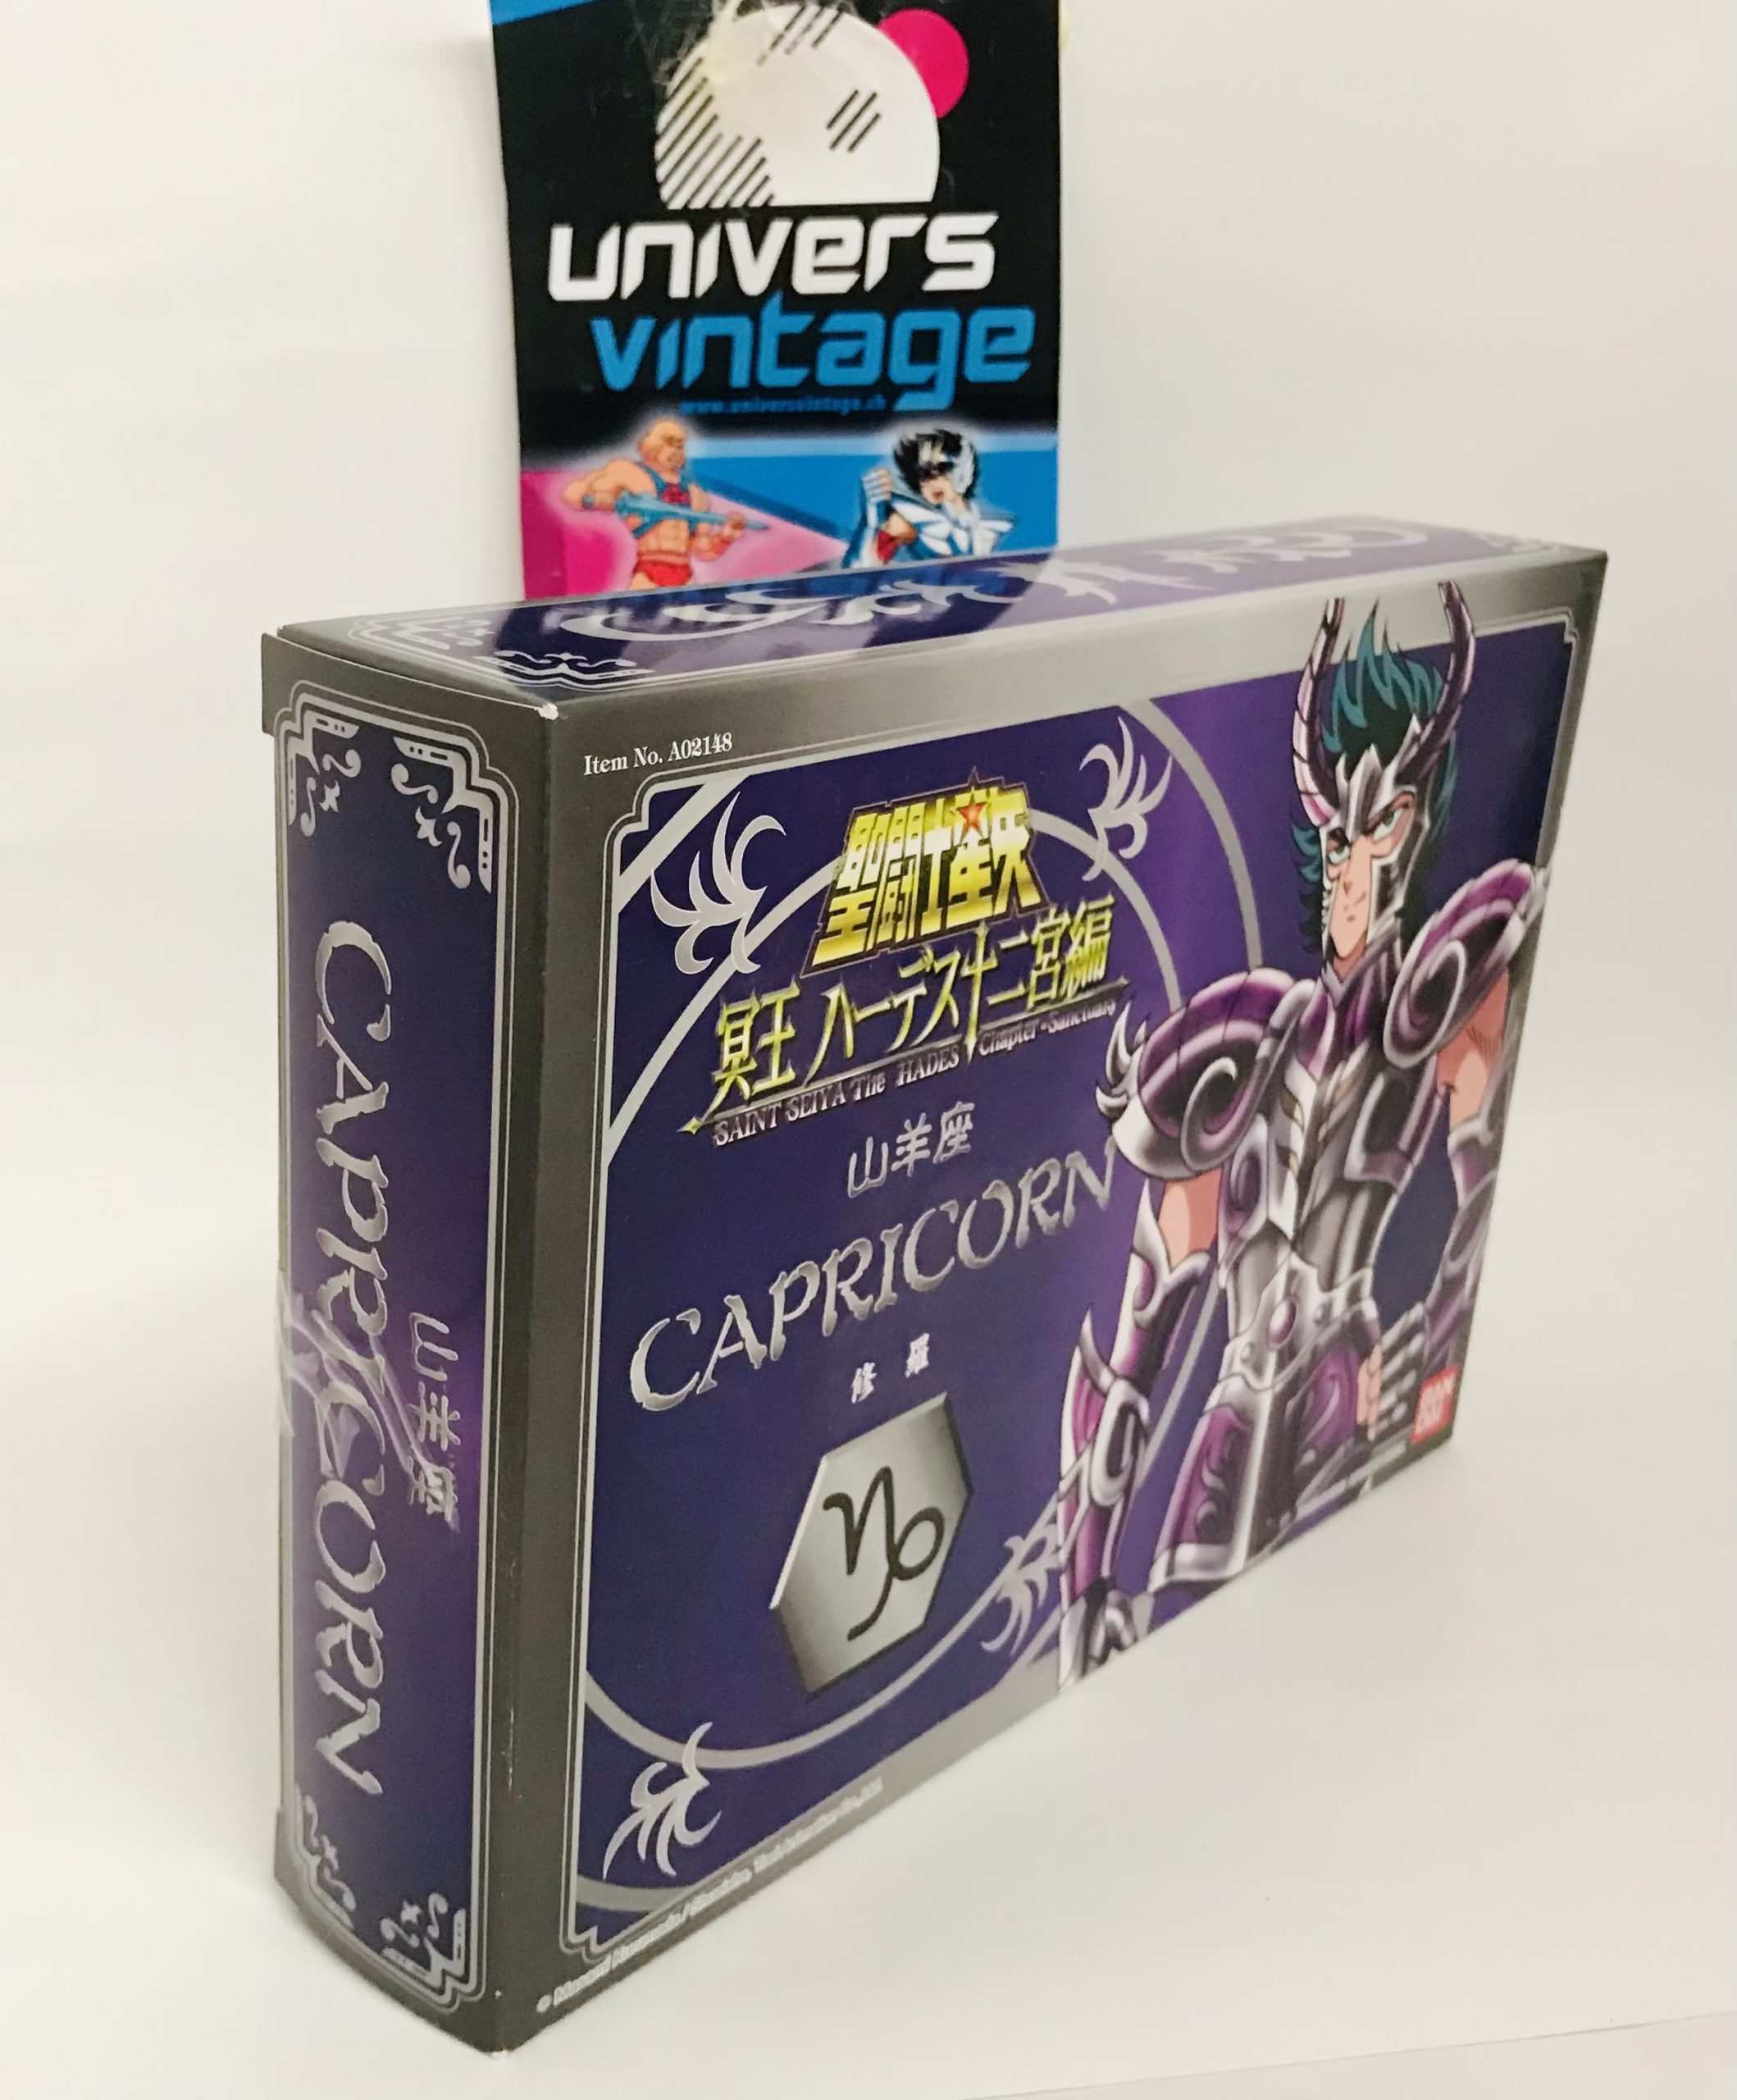 univers
vintage
www.universvintage.ch
Item No. A02148
聖闘士星矢
冥王 ハーデス十二宮編
SAINT SEIYA The HADES Chapter-Sanctuary
山羊座
CAPRICORN
修羅
BAN
DAI
CAPRICORN
山羊座